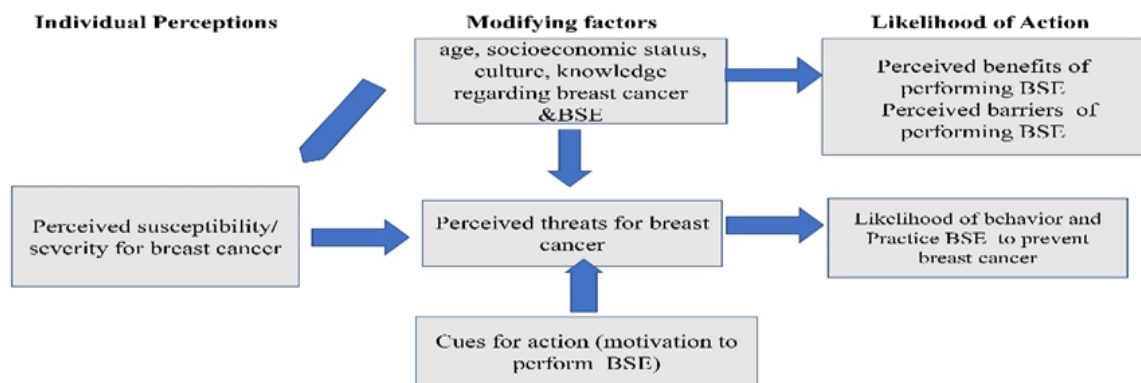 Individual Perceptions
Modifying factors
Likelihood of Action
age, socioeconomic status,
culture, knowledge
regarding breast cancer
&BSE
Perceived benefits of
performing BSE
Perceived barriers of
performing BSE
Perceived susceptibility/
severity for breast cancer
Perceived threats for breast
cancer
Likelihood of behavior and
Practice BSE to prevent
breast cancer
Cues for action (motivation to
perform BSE)